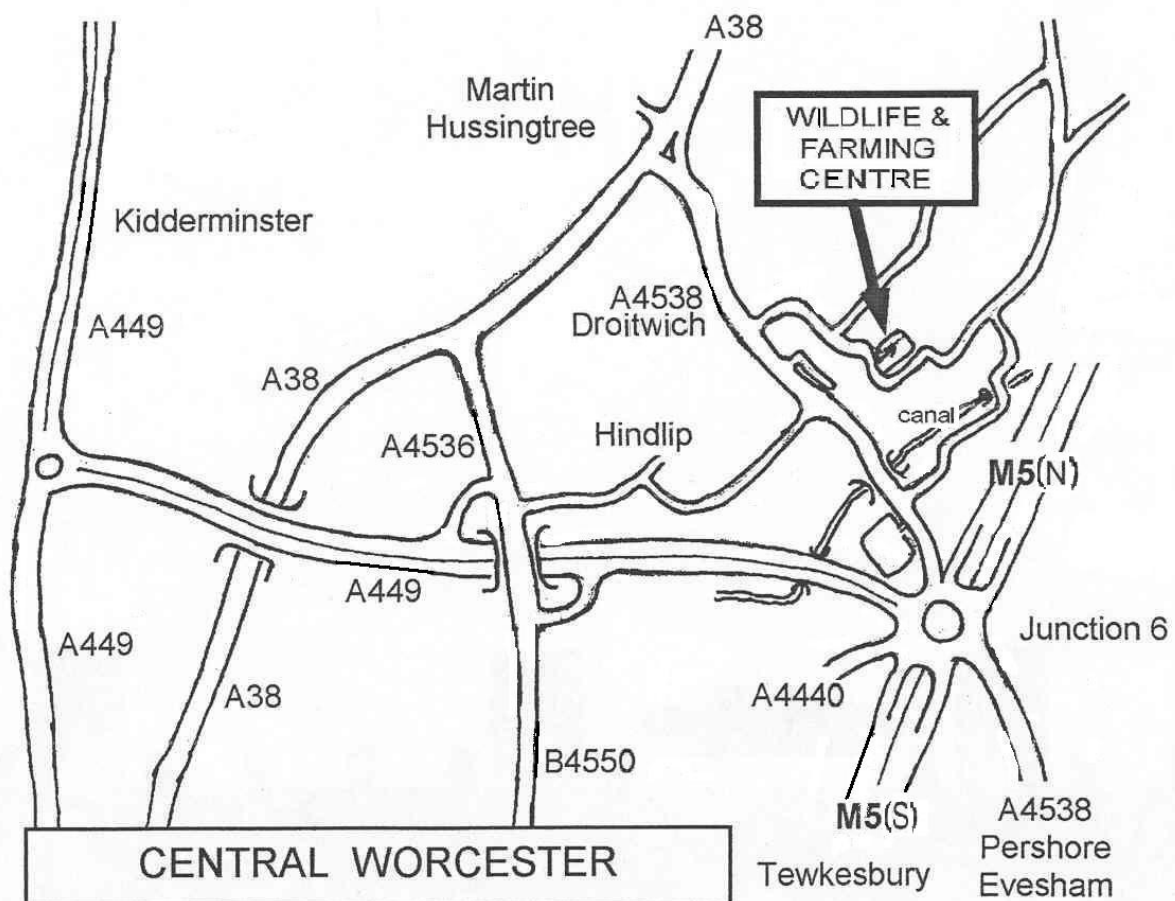 A38
Martin
Hussingtree
WILDLIFE &
FARMING
CENTRE
Kidderminster
A449
A4538
Droitwich
A38
A4536
Hindlip
canal
M5(N)
A449
A449
A38
A4440
Junction 6
B4550
M5(S)
A4538
Pershore
Evesham
Tewkesbury
CENTRAL WORCESTER